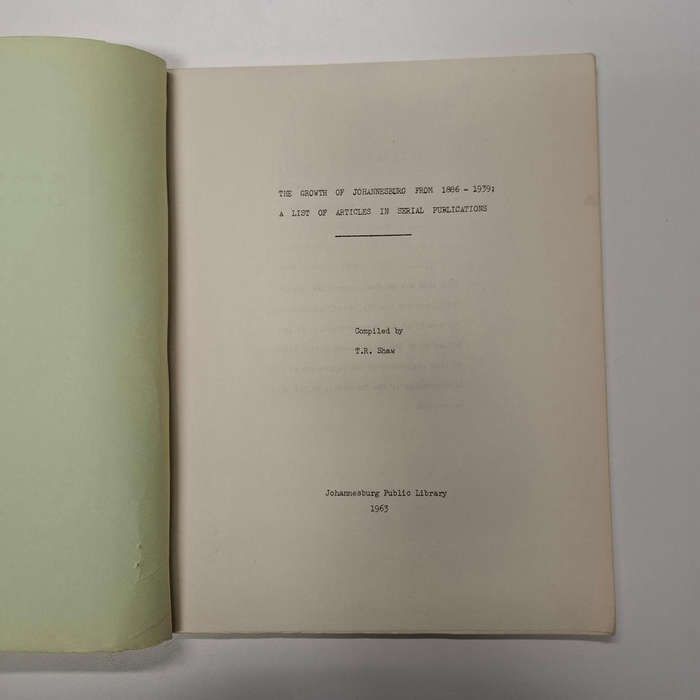 THE GROWTH OF JOHANNESBURG FROM 1886 - 1939;
A LIST OF ARTICLES IN SERIAL PUBLICATIONS
Compiled by
T.R. Shaw
Johannesburg Public Library
1963